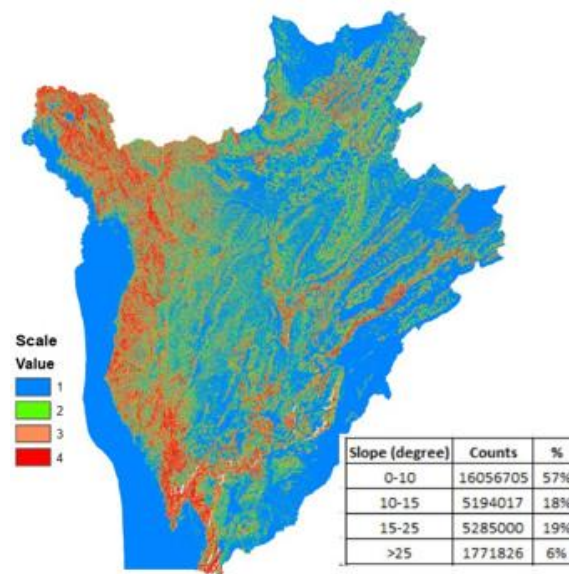 Scale
Value
1
2
3
4
Slope (degree) Counts %
0-10 16056705 57%
10-15 5194017 18%
15-25 5285000 19%
>25 1771826 6%